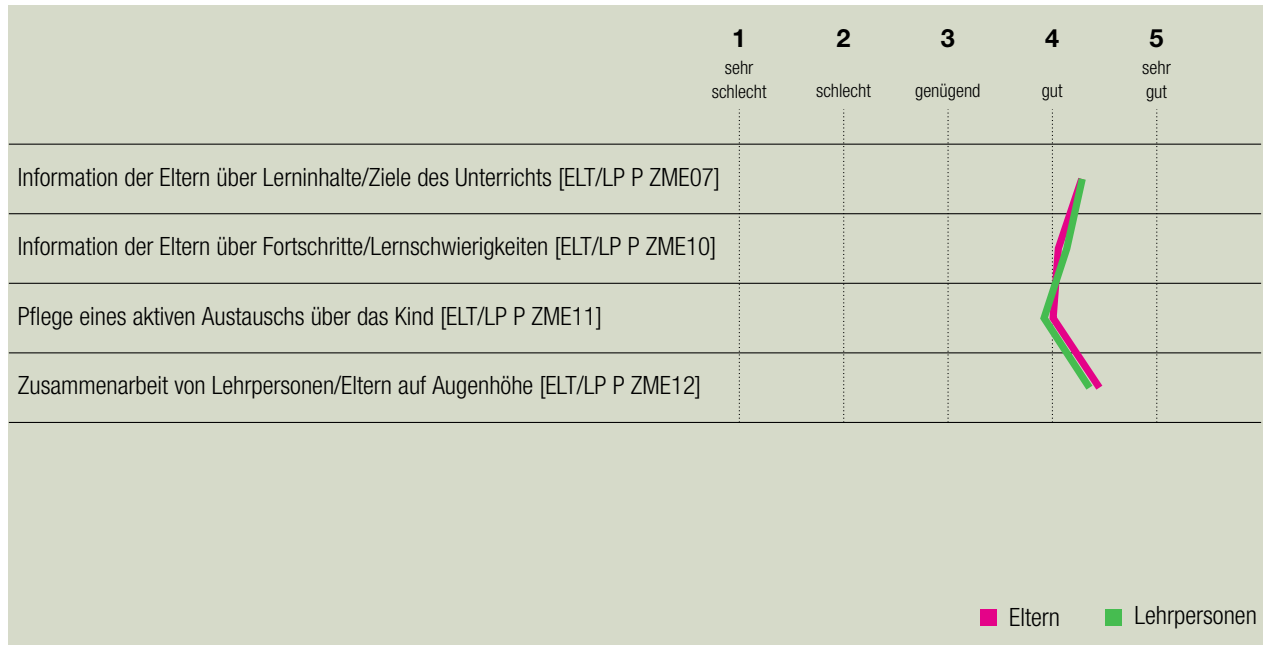 1 2 3 4 5
sehr schlecht schlecht genügend gut sehr gut
Information der Eltern über Lerninhalte/Ziele des Unterrichts [ELT/LP P ZME07]
Information der Eltern über Fortschritte/Lernschwierigkeiten [ELT/LP P ZME10]
Pflege eines aktiven Austauschs über das Kind [ELT/LP P ZME11]
Zusammenarbeit von Lehrpersonen/Eltern auf Augenhöhe [ELT/LP P ZME12]
Eltern Lehrpersonen